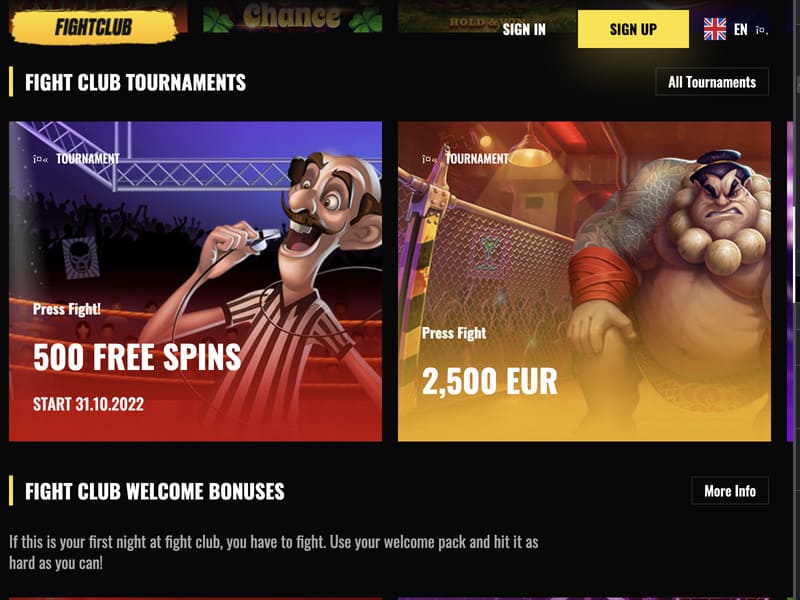 Chance
HOLD & WIN
FIGHTCLUB
SIGN IN
SIGN UP
EN
FIGHT CLUB TOURNAMENTS
All Tournaments
î¤« TOURNAMENT
Press Fight!
500 FREE SPINS
START 31.10.2022
î¤« TOURNAMENT
Press Fight
2,500 EUR
FIGHT CLUB WELCOME BONUSES
More Info
If this is your first night at fight club, you have to fight. Use your welcome pack and hit it as
hard as you can!